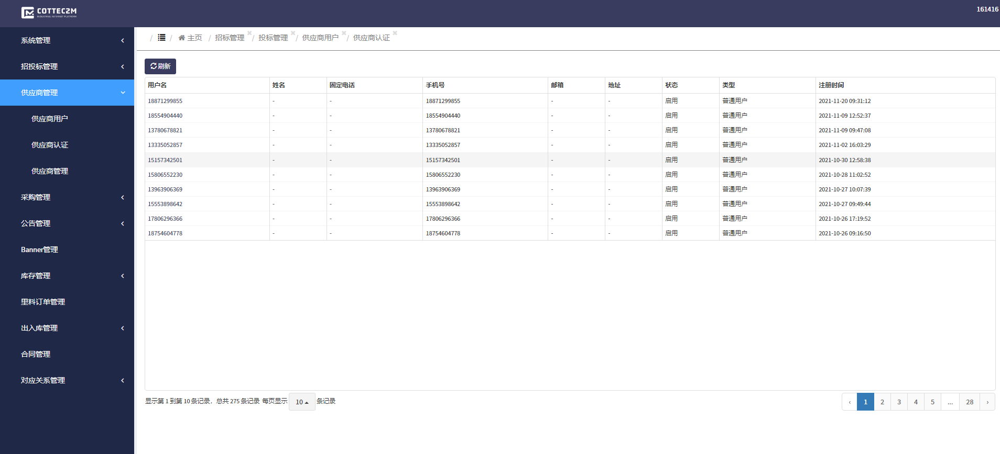 COTTEC2M
INDUSTRIAL INTERNET PLATFORM
161416
系统管理
招投标管理
供应商管理
供应商用户
供应商认证
供应商管理
采购管理
公告管理
Banner管理
库存管理
里料订单管理
出入库管理
合同管理
对应关系管理
/ / 主页 / 招标管理 / 投标管理 / 供应商用户 / 供应商认证
刷新
用户名 姓名 固定电话 手机号 邮箱 地址 状态 类型 注册时间
18871299855 - - 18871299855 - - 启用 普通用户 2021-11-20 09:31:12
18554904440 - - 18554904440 - - 启用 普通用户 2021-11-09 12:52:37
13780678821 - - 13780678821 - - 启用 普通用户 2021-11-09 09:47:08
13335052857 - - 13335052857 - - 启用 普通用户 2021-11-02 16:03:29
15157342501 - - 15157342501 - - 启用 普通用户 2021-10-30 12:58:38
15806552230 - - 15806552230 - - 启用 普通用户 2021-10-28 11:02:52
13963906369 - - 13963906369 - - 启用 普通用户 2021-10-27 10:07:39
15553898642 - - 15553898642 - - 启用 普通用户 2021-10-27 09:49:44
17806296366 - - 17806296366 - - 启用 普通用户 2021-10-26 17:19:52
18754604778 - - 18754604778 - - 启用 普通用户 2021-10-26 09:16:50
显示第 1 到第 10 条记录，总共 275 条记录 每页显示 10 条记录
‹ 1 2 3 4 5 ... 28 ›